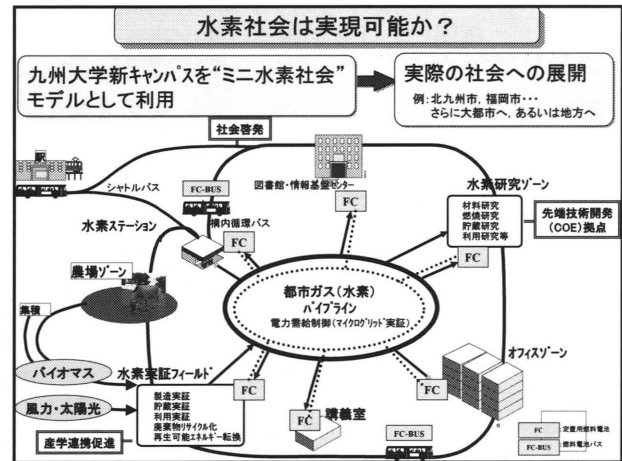 水素社会は実現可能か？
九州大学新キャンパスを“ミニ水素社会”
モデルとして利用
実際の社会への展開
例：北九州市，福岡市・・・
さらに大都市へ，あるいは地方へ
社会啓発
駅
シャトルバス
FC-BUS
構内循環バス
図書館・情報基盤センター
FC
水素研究ゾーン
材料研究
燃焼研究
貯蔵研究
利用研究等
先端技術開発
(COE)拠点
水素ステーション
FC
FC
農場ゾーン
都市ガス（水素）
パイプライン
電力需給制御（マイクログリッド実証）
集積
バイオマス
風力・太陽光
水素実証フィールド
製造実証
貯蔵実証
利用実証
廃棄物リサイクル化
再生可能エネルギー転換
産学連携促進
FC
FC
講義室
FC
オフィスゾーン
FC-BUS
FC
：定置用燃料電池
FC-BUS
：燃料電池バス